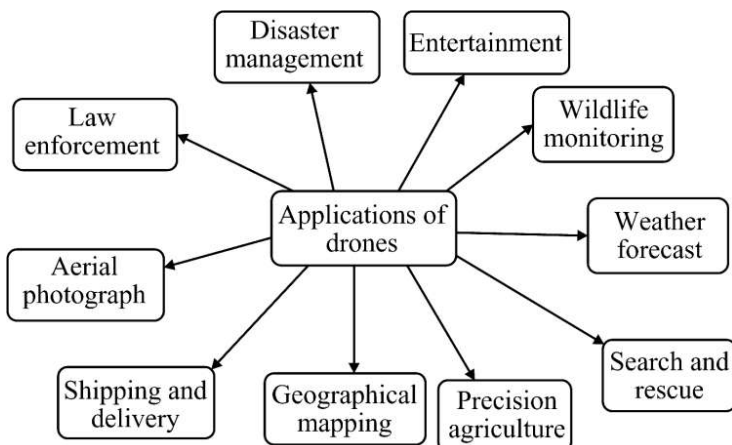 Disaster
management
Entertainment
Law
enforcement
Wildlife
monitoring
Applications of
drones
Weather
forecast
Aerial
photograph
Search and
rescue
Shipping and
delivery
Geographical
mapping
Precision
agriculture